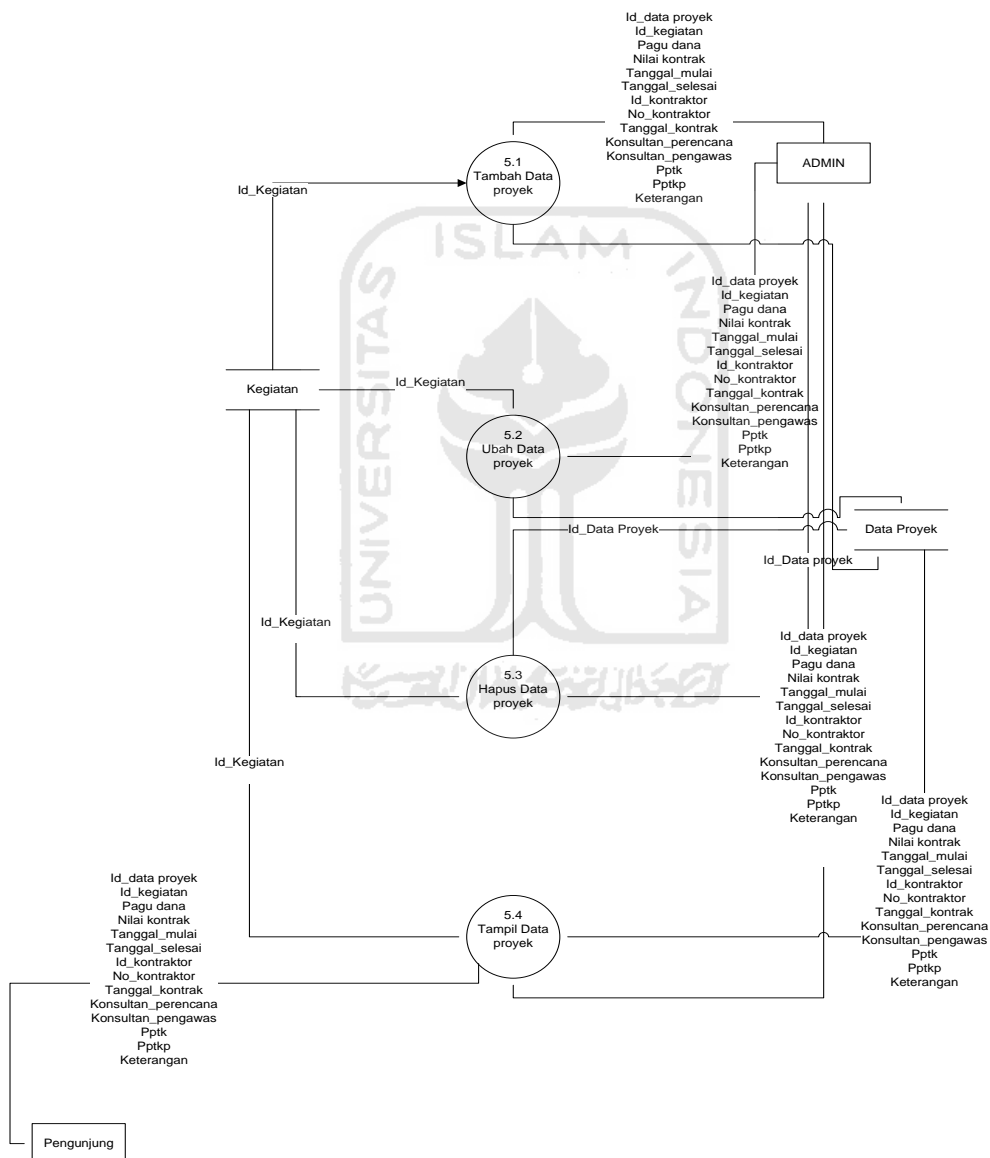 Id_data proyek
Id_kegiatan
Pagu dana
Nilai kontrak
Tanggal_mulai
Tanggal_selesai
Id_kontraktor
No_kontraktor
Tanggal_kontrak
Konsultan_perencana
Konsultan_pengawas
Pptk
Pptkp
Keterangan
ADMIN
5.1
Tambah Data
proyek
Id_Kegiatan
ISLAM
UNIVERSITAS
INDONESIA
Id_data proyek
Id_kegiatan
Pagu dana
Nilai kontrak
Tanggal_mulai
Tanggal_selesai
Id_kontraktor
No_kontraktor
Tanggal_kontrak
Konsultan_perencana
Konsultan_pengawas
Pptk
Pptkp
Keterangan
Kegiatan
Id_Kegiatan
5.2
Ubah Data
proyek
Id_Data Proyek
Data Proyek
Id_Data proyek
Id_Kegiatan
5.3
Hapus Data
proyek
Id_data proyek
Id_kegiatan
Pagu dana
Nilai kontrak
Tanggal_mulai
Tanggal_selesai
Id_kontraktor
No_kontraktor
Tanggal_kontrak
Konsultan_perencana
Konsultan_pengawas
Pptk
Pptkp
Keterangan
Id_Kegiatan
Id_data proyek
Id_kegiatan
Pagu dana
Nilai kontrak
Tanggal_mulai
Tanggal_selesai
Id_kontraktor
No_kontraktor
Tanggal_kontrak
Konsultan_perencana
Konsultan_pengawas
Pptk
Pptkp
Keterangan
5.4
Tampil Data
proyek
Id_data proyek
Id_kegiatan
Pagu dana
Nilai kontrak
Tanggal_mulai
Tanggal_selesai
Id_kontraktor
No_kontraktor
Tanggal_kontrak
Konsultan_perencana
Konsultan_pengawas
Pptk
Pptkp
Keterangan
Pengunjung